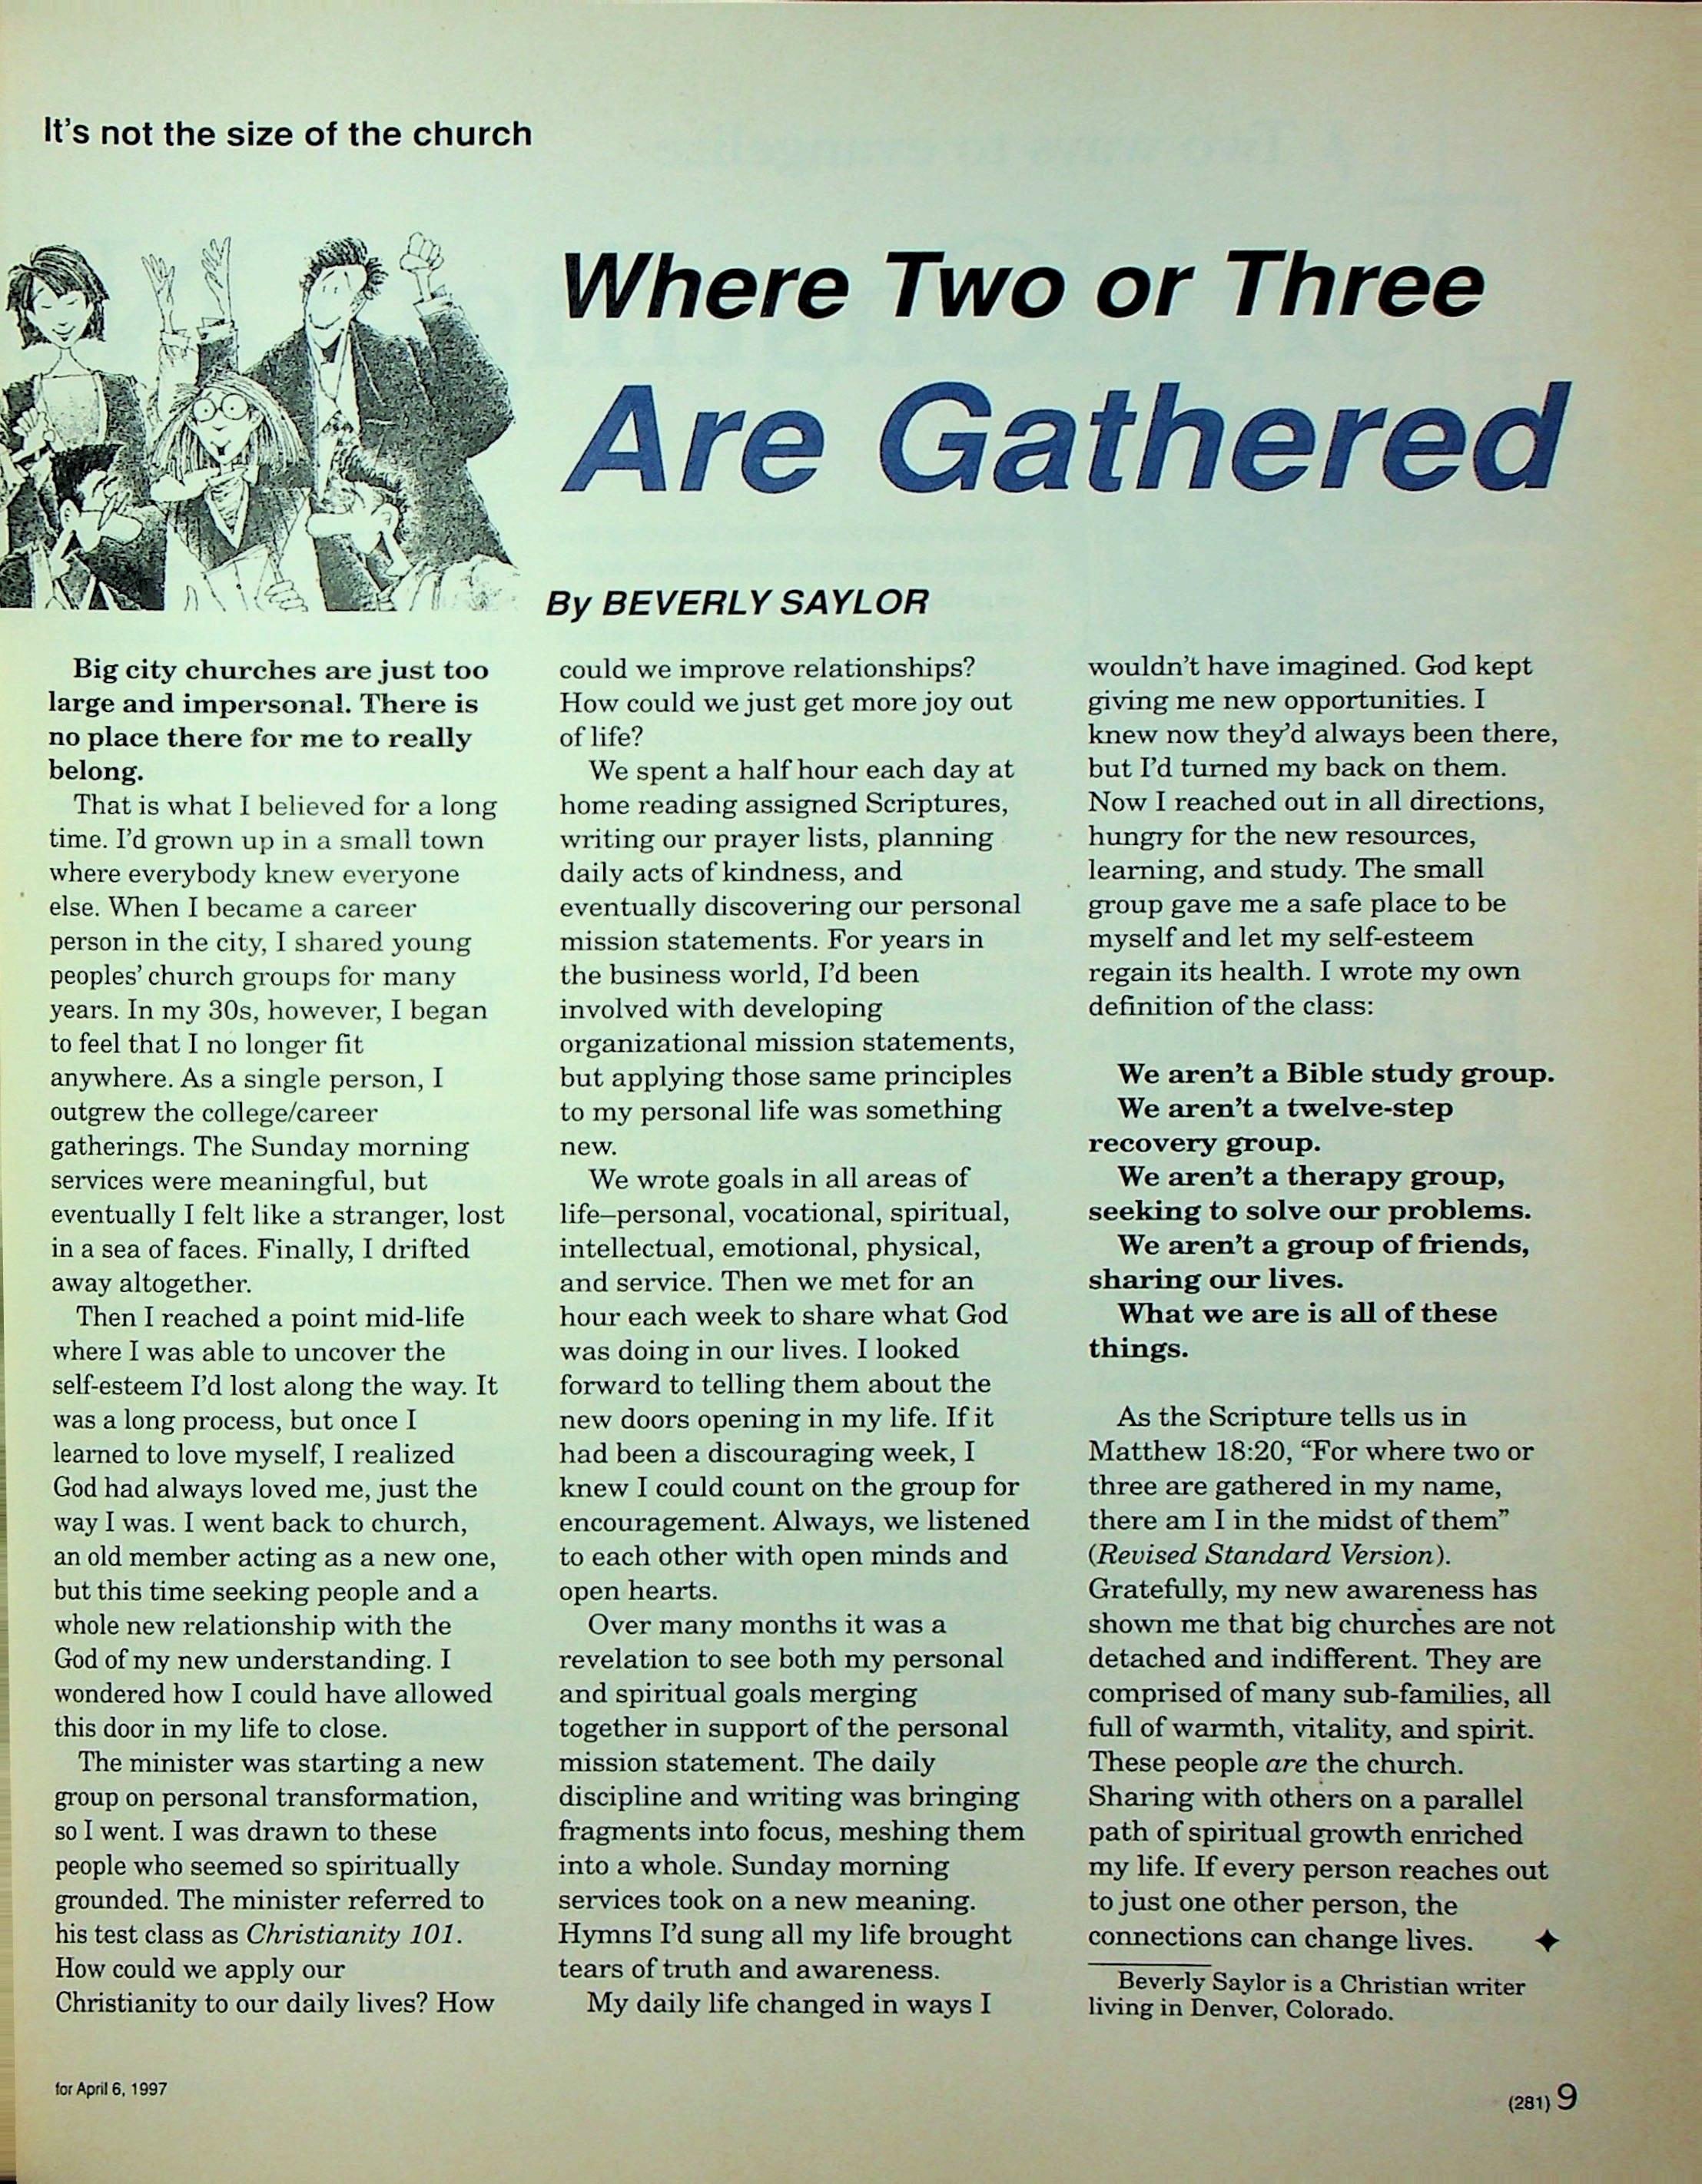 It's not the size of the church
Where Two or Three
Are Gathered
By BEVERLY SAYLOR
Big city churches are just too
large and impersonal. There is
no place there for me to really
belong.
That is what I believed for a long
time. I'd grown up in a small town
where everybody knew everyone
else. When I became a career
person in the city, I shared young
peoples' church groups for many
years. In my 30s, however, I began
to feel that I no longer fit
anywhere. As a single person, I
outgrew the college/career
gatherings. The Sunday morning
services were meaningful, but
eventually I felt like a stranger, lost
in a sea of faces. Finally, I drifted
away altogether.
Then I reached a point mid-life
where I was able to uncover the
self-esteem I'd lost along the way. It
was a long process, but once I
learned to love myself, I realized
God had always loved me, just the
way I was. I went back to church,
an old member acting as a new one,
but this time seeking people and a
whole new relationship with the
God of my new understanding. I
wondered how I could have allowed
this door in my life to close.
The minister was starting a new
group on personal transformation,
so I went. I was drawn to these
people who seemed so spiritually
grounded. The minister referred to
his test class as Christianity 101.
How could we apply our
Christianity to our daily lives? How
could we improve relationships?
How could we just get more joy out
of life?
We spent a half hour each day at
home reading assigned Scriptures,
writing our prayer lists, planning
daily acts of kindness, and
eventually discovering our personal
mission statements. For years in
the business world, I'd been
involved with developing
organizational mission statements,
but applying those same principles
to my personal life was something
new.
We wrote goals in all areas of
life–personal, vocational, spiritual,
intellectual, emotional, physical,
and service. Then we met for an
hour each week to share what God
was doing in our lives. I looked
forward to telling them about the
new doors opening in my life. If it
had been a discouraging week, I
knew I could count on the group for
encouragement. Always, we listened
to each other with open minds and
open hearts.
Over many months it was a
revelation to see both my personal
and spiritual goals merging
together in support of the personal
mission statement. The daily
discipline and writing was bringing
fragments into focus, meshing them
into a whole. Sunday morning
services took on a new meaning.
Hymns I'd sung all my life brought
tears of truth and awareness.
My daily life changed in ways I
wouldn't have imagined. God kept
giving me new opportunities. I
knew now they'd always been there,
but I'd turned my back on them.
Now I reached out in all directions,
hungry for the new resources,
learning, and study. The small
group gave me a safe place to be
myself and let my self-esteem
regain its health. I wrote my own
definition of the class:
We aren't a Bible study group.
We aren't a twelve-step
recovery group.
We aren't a therapy group,
seeking to solve our problems.
We aren't a group of friends,
sharing our lives.
What we are is all of these
things.
As the Scripture tells us in
Matthew 18:20, “For where two or
three are gathered in my name,
there am I in the midst of them”
(Revised Standard Version).
Gratefully, my new awareness has
shown me that big churches are not
detached and indifferent. They are
comprised of many sub-families, all
full of warmth, vitality, and spirit.
These people are the church.
Sharing with others on a parallel
path of spiritual growth enriched
my life. If every person reaches out
to just one other person, the
connections can change lives. ✦
Beverly Saylor is a Christian writer
living in Denver, Colorado.
for April 6, 1997
(281) 9